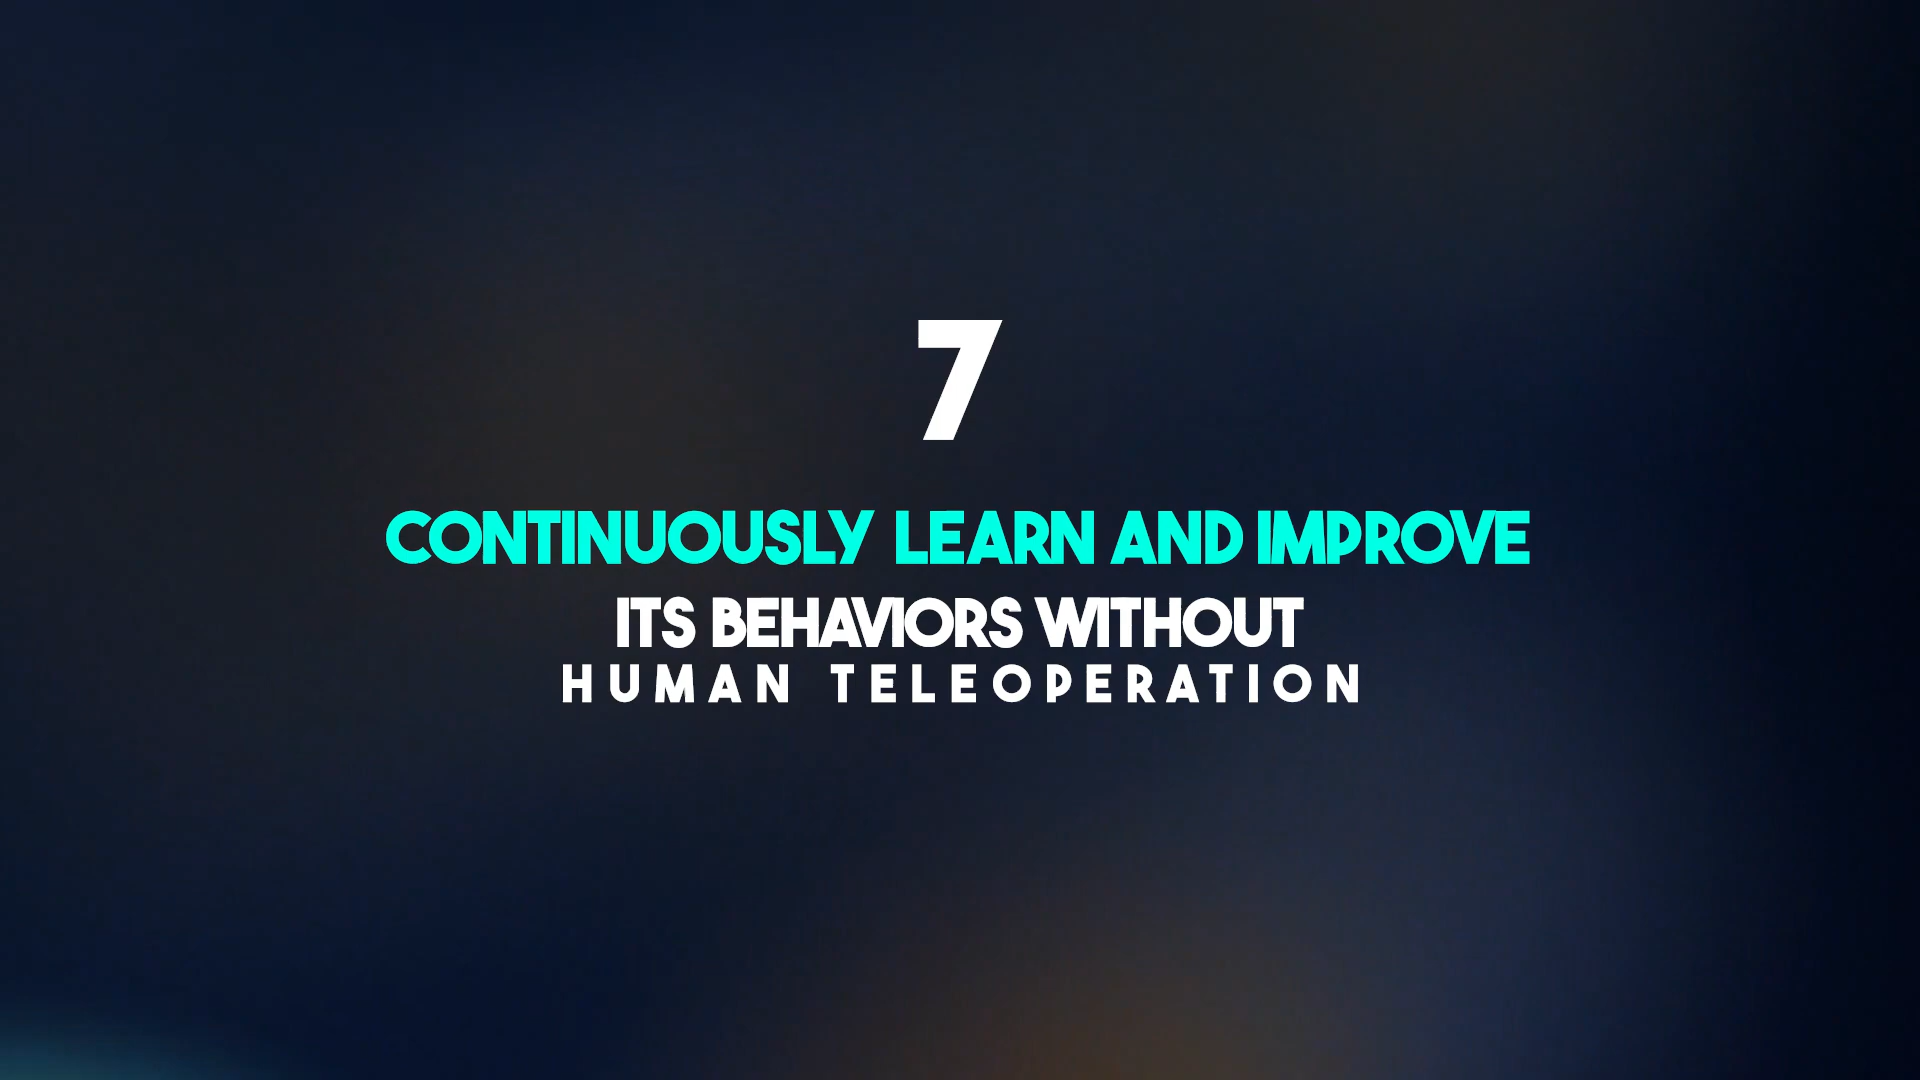 7
CONTINUOUSLY LEARN AND IMPROVE
ITS BEHAVIORS WITHOUT
HUMAN TELEOPERATION